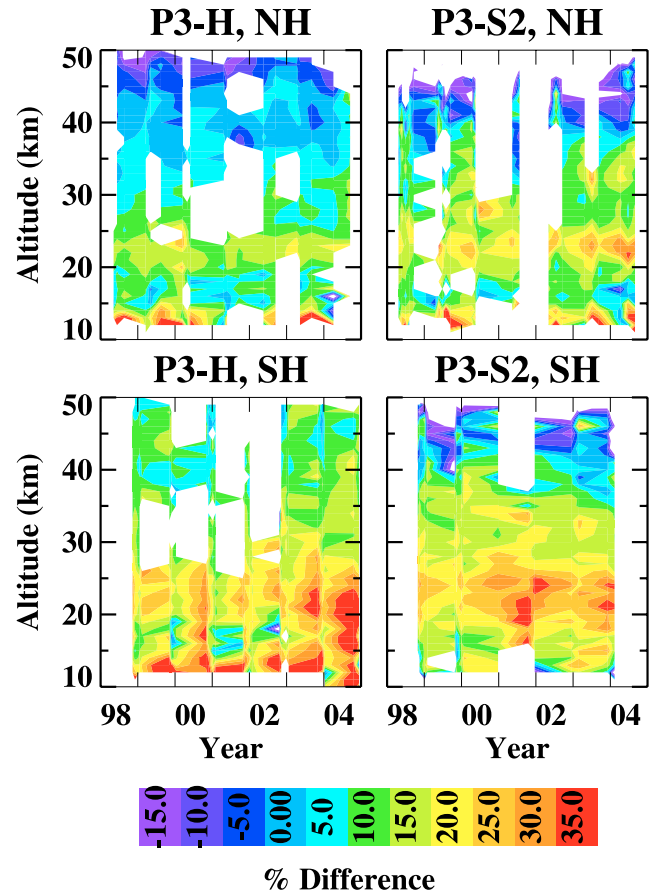 P3-H, NH
P3-S2, NH
50
40
30
20
10
Altitude (km)
P3-H, SH
P3-S2, SH
50
40
30
20
10
Altitude (km)
98 00 02 04
98 00 02 04
Year
Year
-15.0 -10.0 -5.0 0.00 5.0 10.0 15.0 20.0 25.0 30.0 35.0
% Difference